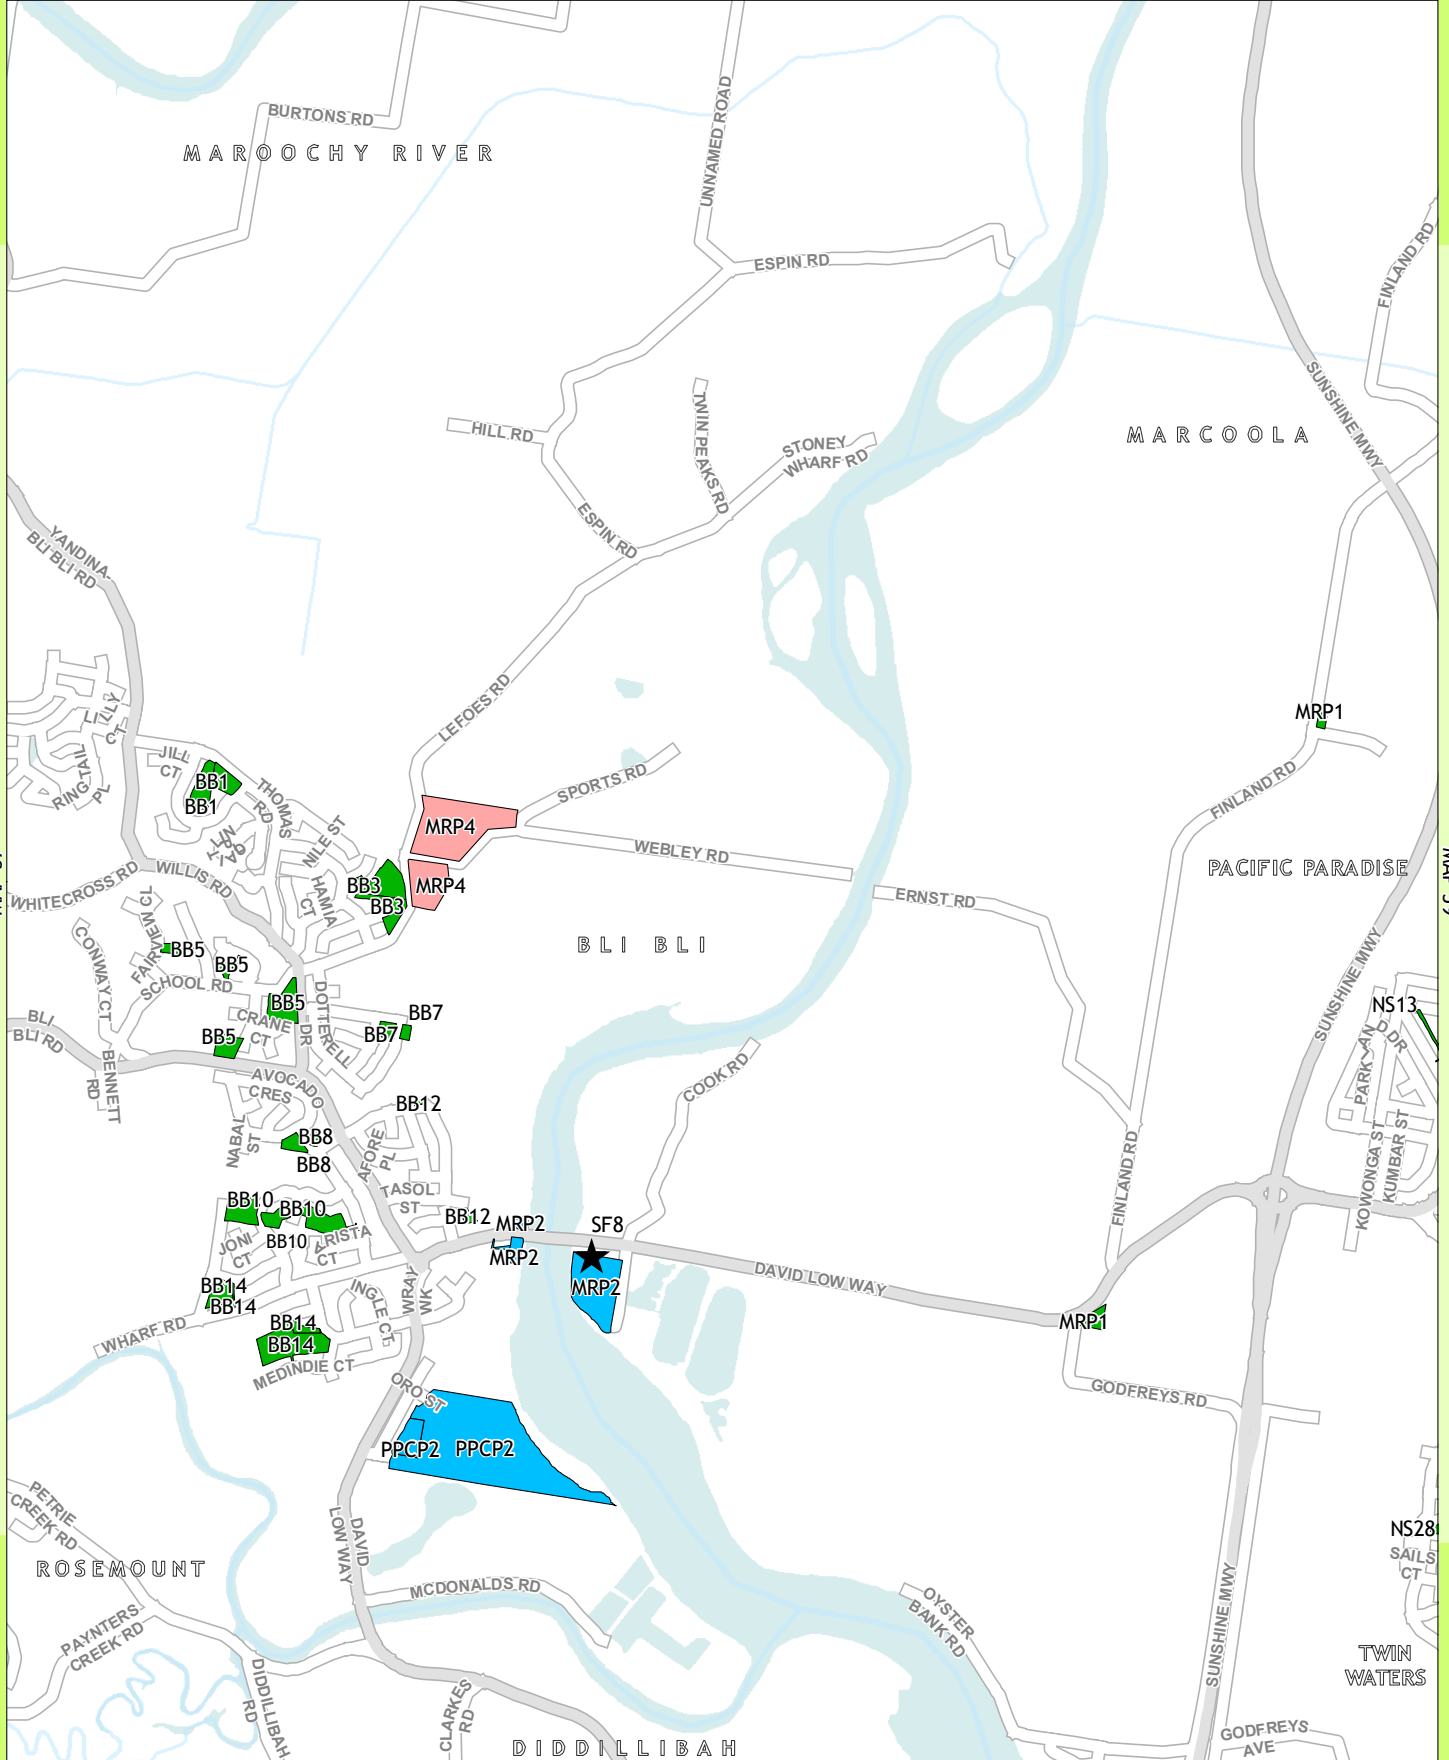 BURTONS RD
MAROOCHY RIVER
UNNAMED ROAD
ESPIN RD
FINLAND RD
SUNSHINE MWY
TWIN PEAKS RD
HILL RD
STONEY
WHARF RD
MARCOOLA
ESPIN RD
YANDINA
BLI BLI RD
LEFOES RD
LILLY
CT
MRP1
JILL
CT
RINGTAIL
PL
BB1
BB1
THOMAS
RD
SPORTS RD
FINLAND RD
MRP4
NILE ST
WEBLEY RD
PACIFIC PARADISE
WILLIS RD
WHITECROSS RD
BB3
MRP4
BB3
HAMIA
CT
ERNST RD
FAIRVIEW CL
CONWAY CT
BB5
BB5
BLI BLI
SUNSHINE MWY
SCHOOL RD
BB5
DOTTERELL
DR
NS13
BB7
BB7
CRANE
CT
BLI
BLI RD
BB5
D DR
BENNETT
RD
AVOCADO
CRES
COOK RD
BB12
NABAL
ST
BB8
BB8
AFORE
PL
FINLAND RD
KOWONGA ST
KUMBAR ST
TASOL
ST
BB10
BB10
BB10
BB12
MRP2
MRP2
SF8
JONI
CT
ARISTA
CT
DAVID LOW WAY
MRP2
WRAY
WK
INGLE CT
BB14
BB14
MRP1
WHARF RD
BB14
BB14
MEDINDIE CT
ORO ST
GODFREYS RD
PPCP2
PPCP2
PETRIE
CREEK RD
DAVID
LOW WAY
NS28
SAILS
CT
ROSEMOUNT
MCDONALDS RD
OYSTER
BANK RD
SUNSHINE MWY
PAYNTERS
CREEK RD
TWIN
WATERS
DIDDILLIBAH
RD
CLARKES
RD
DIDDILLIBAH
GODFREYS
AVE